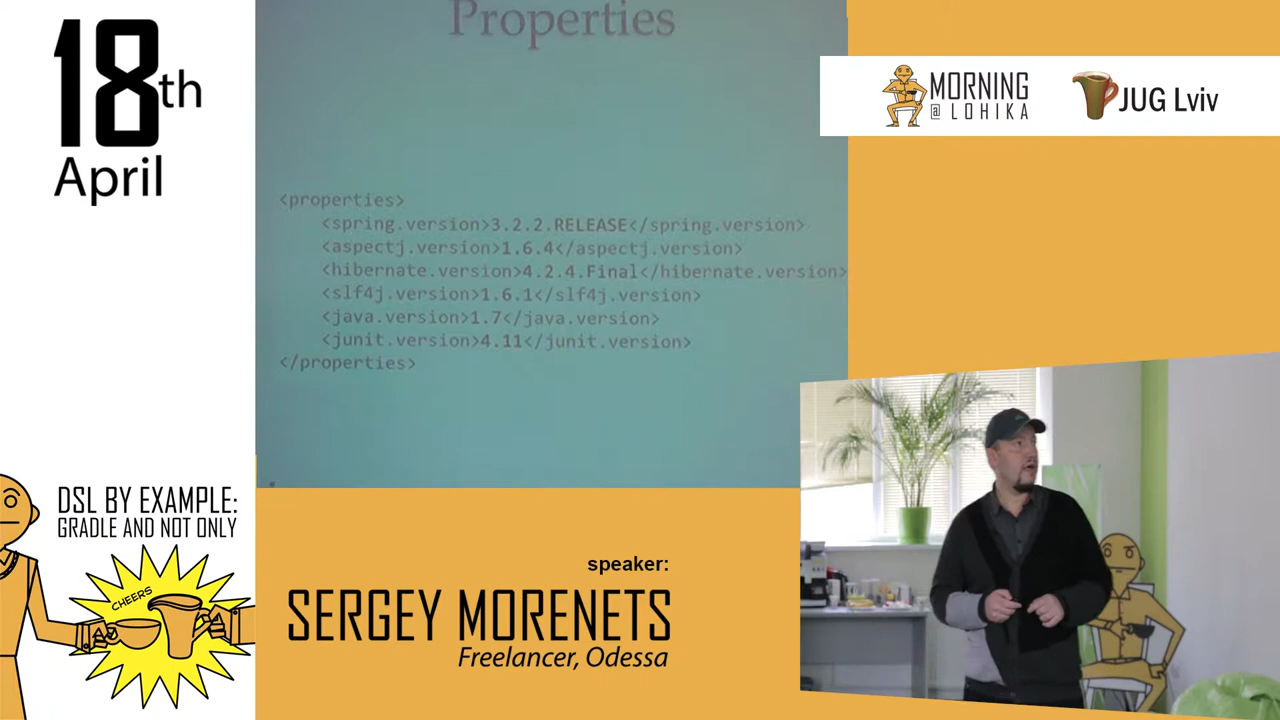 18th
April
Properties
<properties>
<spring.version>3.2.2.RELEASE</spring.version>
<aspectj.version>1.6.4</aspectj.version>
<hibernate.version>4.2.4.Final</hibernate.version>
<slf4j.version>1.6.1</slf4j.version>
<java.version>1.7</java.version>
<junit.version>4.11</junit.version>
</properties>
MORNING
@ LOHIKA
JUG Lviv
DSL BY EXAMPLE:
GRADLE AND NOT ONLY
CHEERS
speaker:
SERGEY MORENETS
Freelancer, Odessa